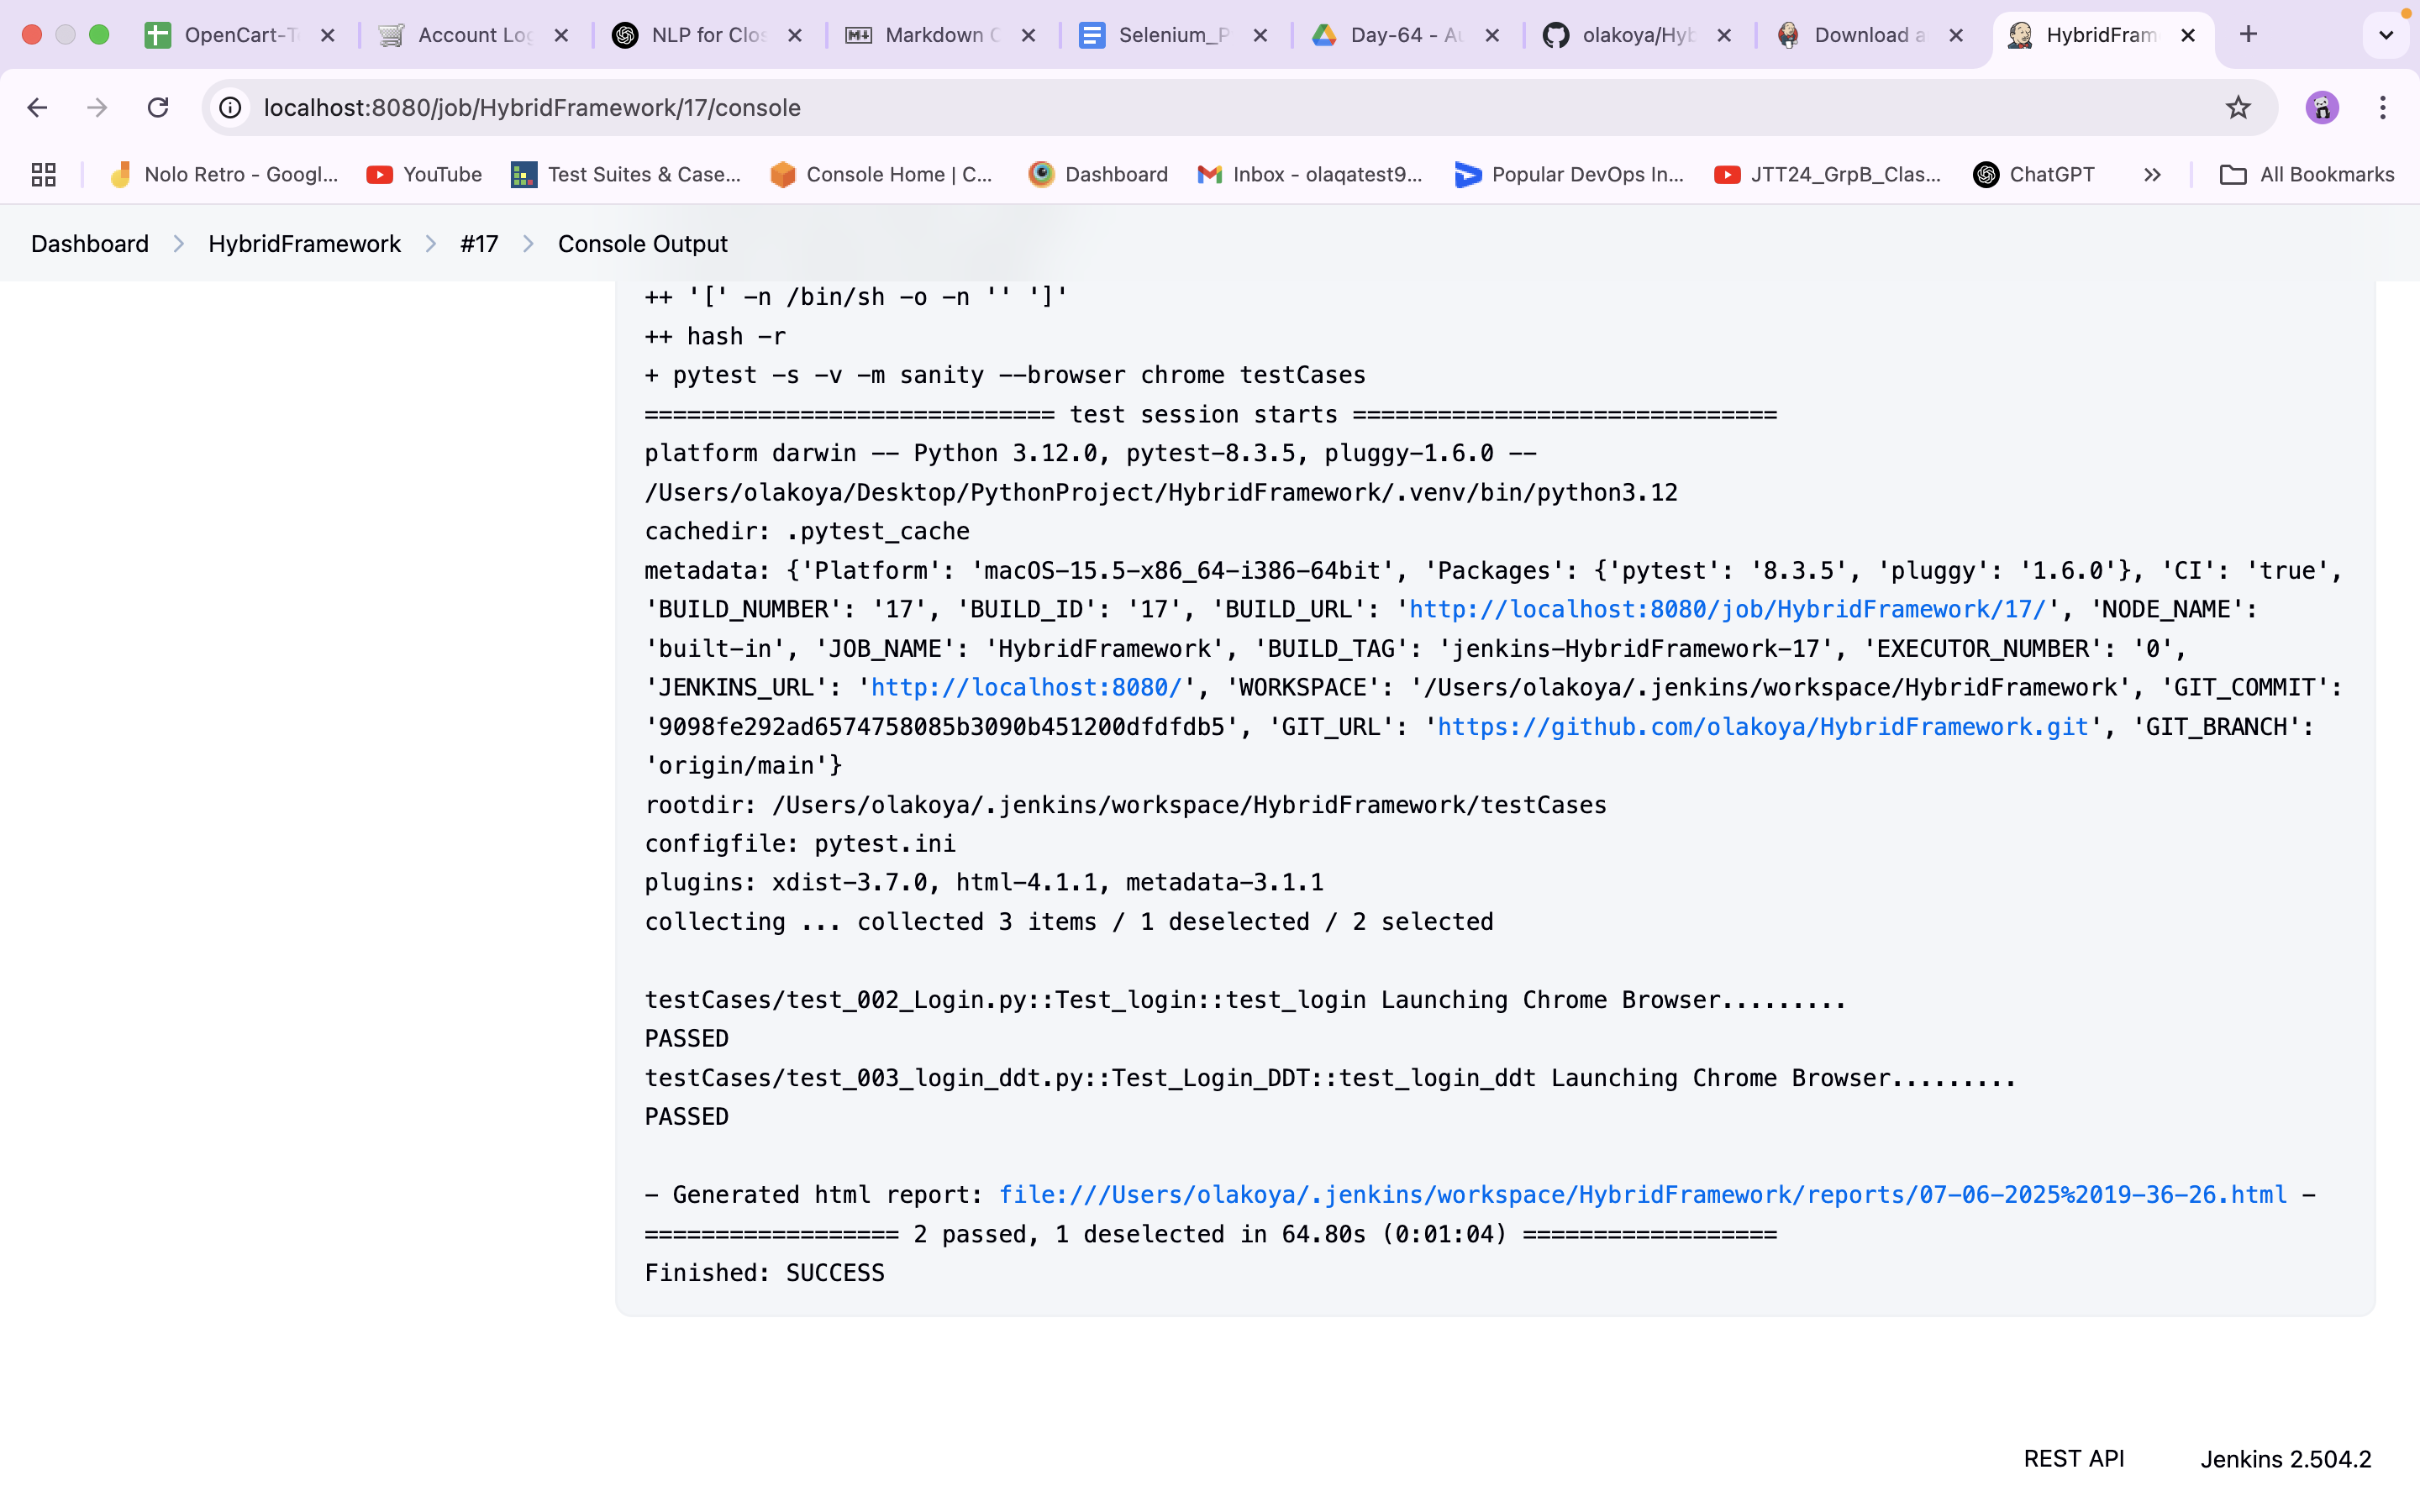 OpenCart-T
Account Log
NLP for Clos
Markdown C
Selenium_P
Day-64 - Au
olakoya/Hyb
Download a
HybridFram
localhost:8080/job/HybridFramework/17/console
Nolo Retro - Googl...
YouTube
Test Suites & Case...
Console Home | C...
Dashboard
Inbox - olaqatest9...
Popular DevOps In...
JTT24_GrpB_Clas...
ChatGPT
All Bookmarks
Dashboard > HybridFramework > #17 > Console Output
++ '[' -n /bin/sh -o -n '' ']'
++ hash -r
+ pytest -s -v -m sanity --browser chrome testCases
============================= test session starts ==============================
platform darwin -- Python 3.12.0, pytest-8.3.5, pluggy-1.6.0 --
/Users/olakoya/Desktop/PythonProject/HybridFramework/.venv/bin/python3.12
cachedir: .pytest_cache
metadata: {'Platform': 'macOS-15.5-x86_64-i386-64bit', 'Packages': {'pytest': '8.3.5', 'pluggy': '1.6.0'}, 'CI': 'true',
'BUILD_NUMBER': '17', 'BUILD_ID': '17', 'BUILD_URL': 'http://localhost:8080/job/HybridFramework/17/', 'NODE_NAME':
'built-in', 'JOB_NAME': 'HybridFramework', 'BUILD_TAG': 'jenkins-HybridFramework-17', 'EXECUTOR_NUMBER': '0',
'JENKINS_URL': 'http://localhost:8080/', 'WORKSPACE': '/Users/olakoya/.jenkins/workspace/HybridFramework', 'GIT_COMMIT':
'9098fe292ad6574758085b3090b451200dfdfdb5', 'GIT_URL': 'https://github.com/olakoya/HybridFramework.git', 'GIT_BRANCH':
'origin/main'}
rootdir: /Users/olakoya/.jenkins/workspace/HybridFramework/testCases
configfile: pytest.ini
plugins: xdist-3.7.0, html-4.1.1, metadata-3.1.1
collecting ... collected 3 items / 1 deselected / 2 selected
testCases/test_002_Login.py::Test_login::test_login Launching Chrome Browser.........
PASSED
testCases/test_003_login_ddt.py::Test_Login_DDT::test_login_ddt Launching Chrome Browser.........
PASSED
- Generated html report: file:///Users/olakoya/.jenkins/workspace/HybridFramework/reports/07-06-2025%2019-36-26.html -
================== 2 passed, 1 deselected in 64.80s (0:01:04) ==================
Finished: SUCCESS
REST API
Jenkins 2.504.2